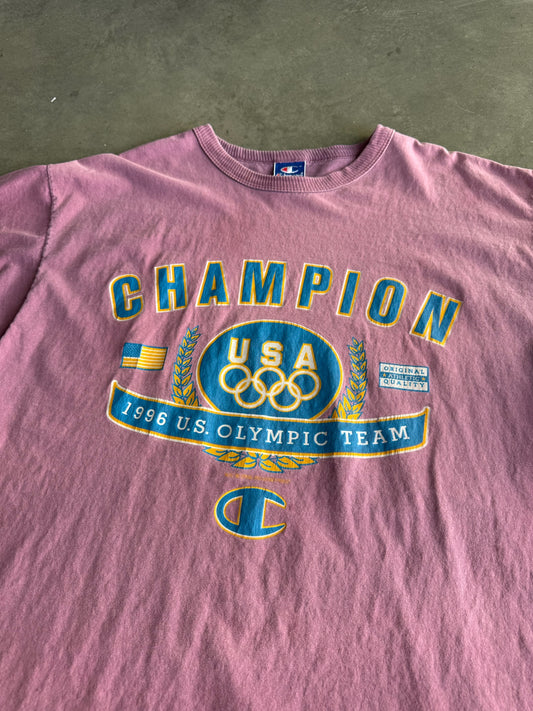 CHAMPION
USA
ORIGINAL
ATHLETIC
QUALITY
1996 U.S. OLYMPIC TEAM